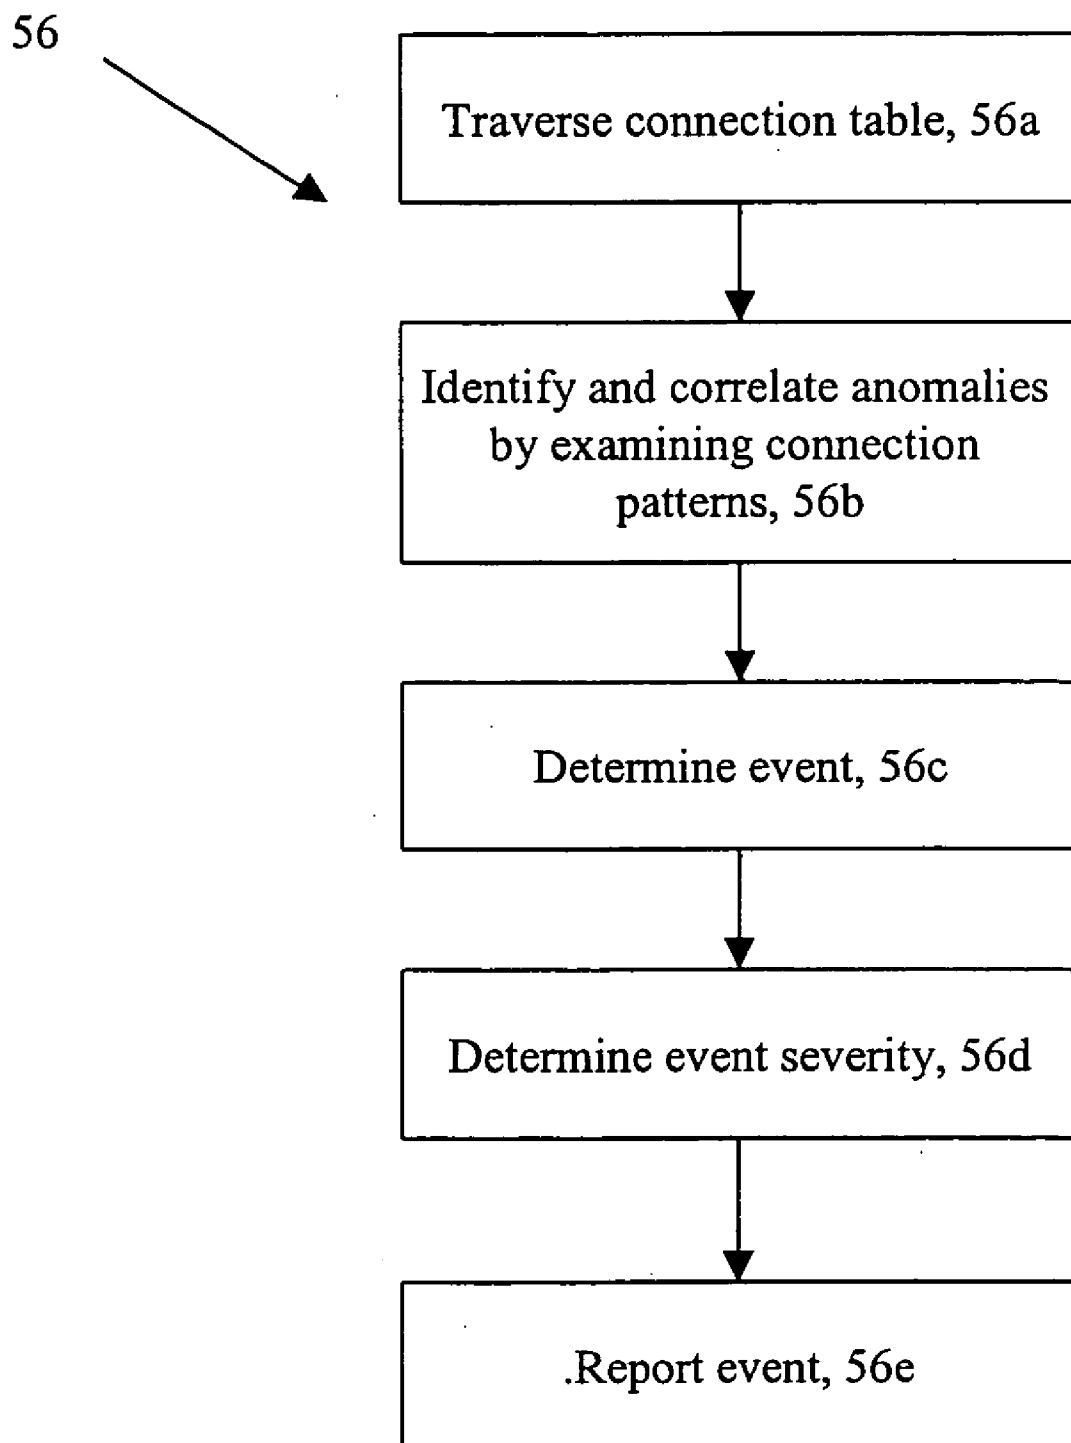 56
Traverse connection table, 56a
Identify and correlate anomalies
by examining connection
patterns, 56b
Determine event, 56c
Determine event severity, 56d
.Report event, 56e